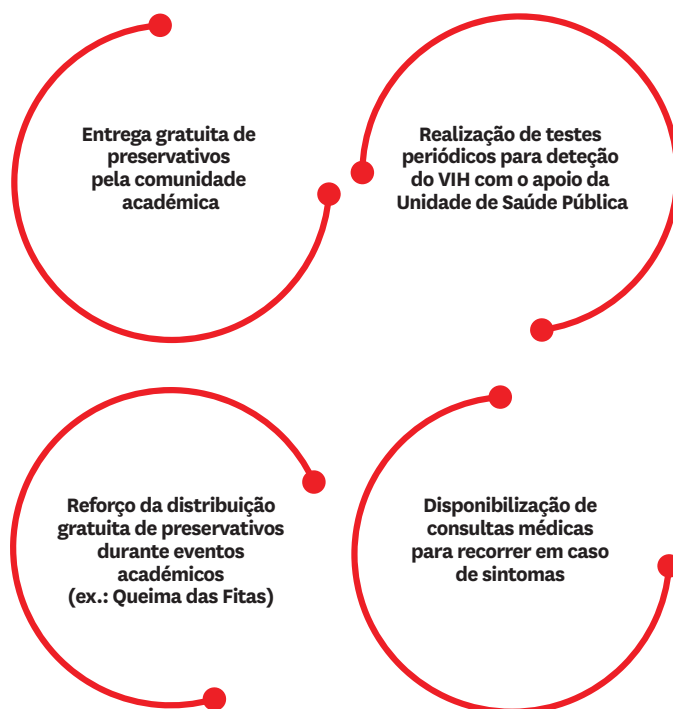 Entrega gratuita de
preservativos
pela comunidade
académica
Realização de testes
periódicos para deteção
do VIH com o apoio da
Unidade de Saúde Pública
Reforço da distribuição
gratuita de preservativos
durante eventos
académicos
(ex.: Queima das Fitas)
Disponibilização de
consultas médicas
para recorrer em caso
de sintomas